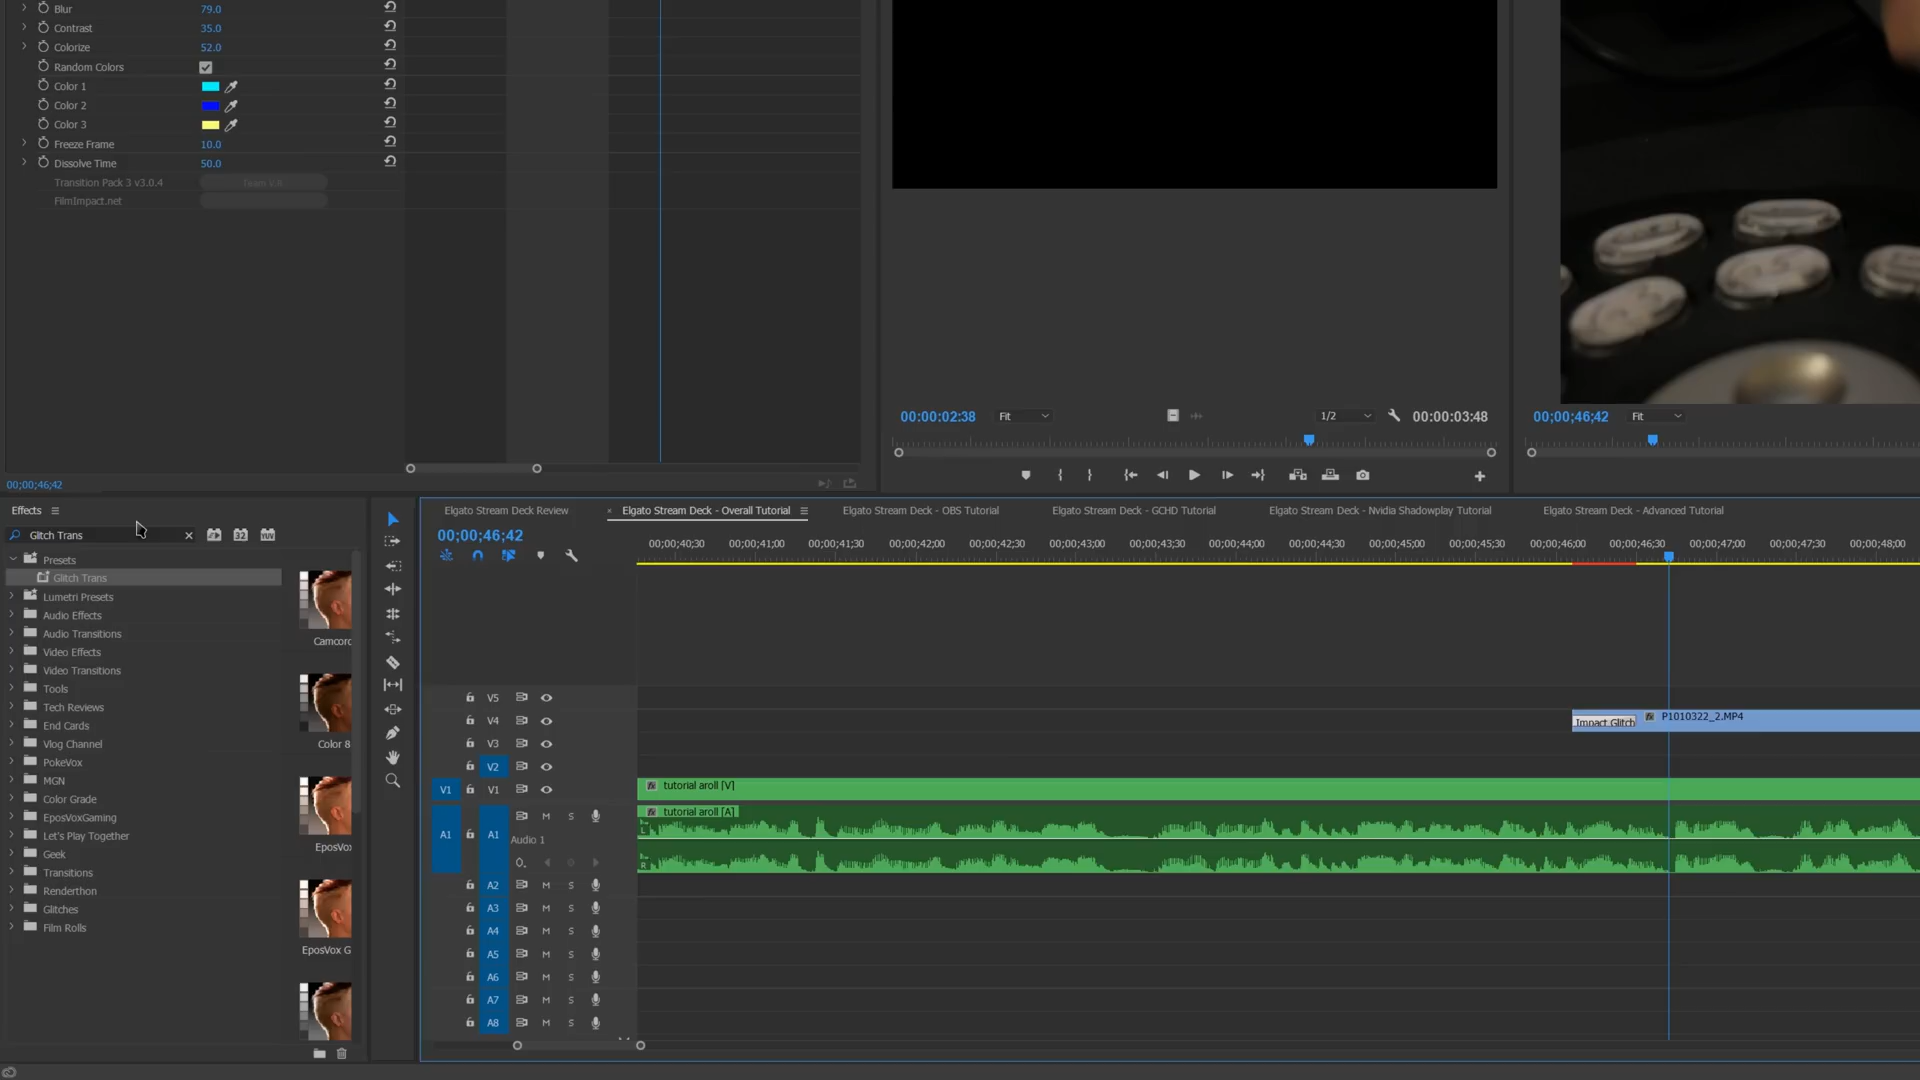 Blur 79.0
Contrast 35.0
Colorize 52.0
Random Colors
Color 1
Color 2
Color 3
Freeze Frame 10.0
Dissolve Time 50.0
Transition Pack 3 v3.0.4 Team V.R
FilmImpact.net
00;00;46;42
00:00:02:38 Fit 1/2 00:00:03:48
00;00;46;42 Fit
Effects
Glitch Trans
Presets
Glitch Trans
Lumetri Presets
Audio Effects
Audio Transitions
Video Effects
Video Transitions
Tools
Tech Reviews
End Cards
Vlog Channel
PokeVox
MGN
Color Grade
EposVoxGaming
Let's Play Together
Geek
Transitions
Renderthon
Glitches
Film Rolls
Camcorc
Color 8
EposVox
EposVox G
Elgato Stream Deck Review
Elgato Stream Deck - Overall Tutorial
Elgato Stream Deck - OBS Tutorial
Elgato Stream Deck - GCHD Tutorial
Elgato Stream Deck - Nvidia Shadowplay Tutorial
Elgato Stream Deck - Advanced Tutorial
00;00;46;42
00;00;40;30 00;00;41;00 00;00;41;30 00;00;42;00 00;00;42;30 00;00;43;00 00;00;43;30 00;00;44;00 00;00;44;30 00;00;45;00 00;00;45;30 00;00;46;00 00;00;46;30 00;00;47;00 00;00;47;30 00;00;48;00
V5
V4 Impact Glitch fx P1010322_2.MP4
V3
V2
V1 V1 fx tutorial aroll [V]
M S fx tutorial aroll [A]
A1 A1 L
Audio 1
R
A2 M S
A3 M S
A4 M S
A5 M S
A6 M S
A7 M S
A8 M S